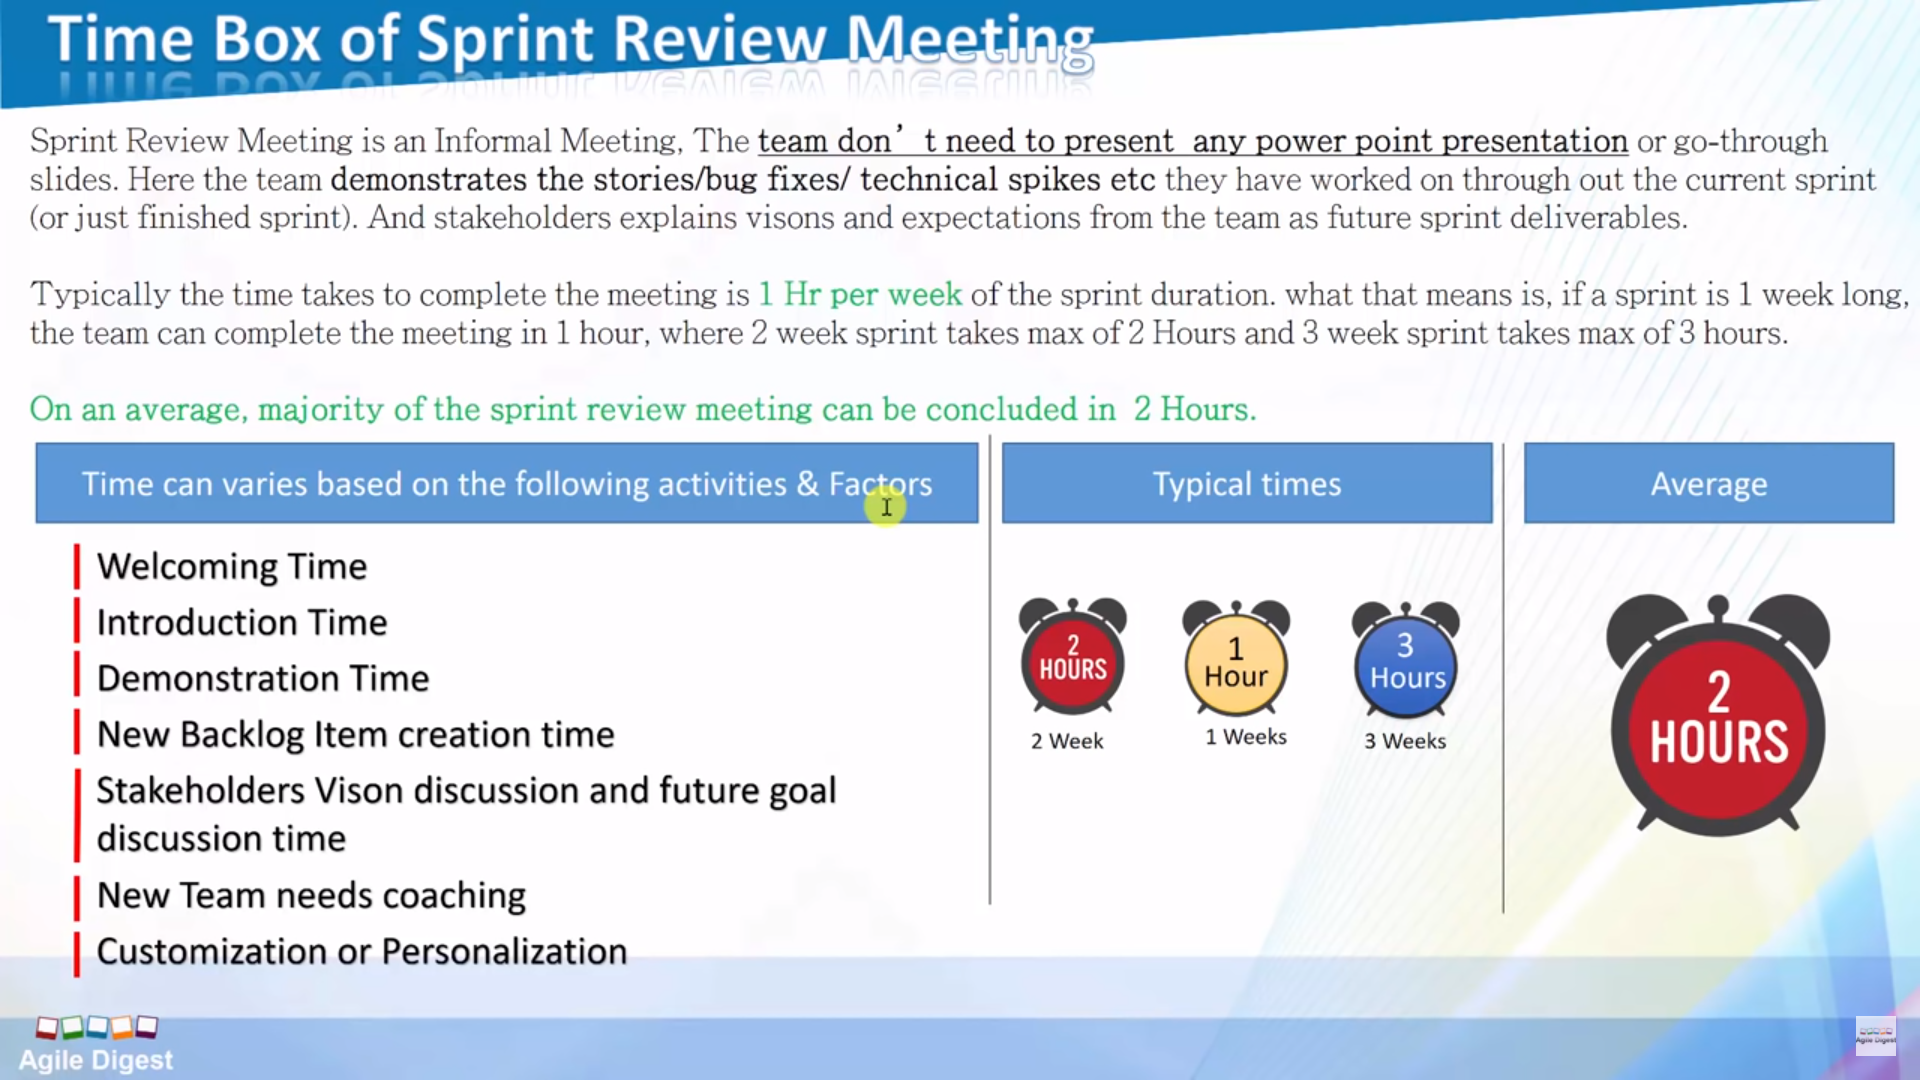 Time Box of Sprint Review Meeting
Sprint Review Meeting is an Informal Meeting, The team don’t need to present any power point presentation or go-through
slides. Here the team demonstrates the stories/bug fixes/ technical spikes etc they have worked on through out the current sprint
(or just finished sprint). And stakeholders explains visons and expectations from the team as future sprint deliverables.
Typically the time takes to complete the meeting is 1 Hr per week of the sprint duration. what that means is, if a sprint is 1 week long,
the team can complete the meeting in 1 hour, where 2 week sprint takes max of 2 Hours and 3 week sprint takes max of 3 hours.
On an average, majority of the sprint review meeting can be concluded in 2 Hours.
Time can varies based on the following activities & Factors
Welcoming Time
Introduction Time
Demonstration Time
New Backlog Item creation time
Stakeholders Vison discussion and future goal
discussion time
New Team needs coaching
Customization or Personalization
Typical times
2
HOURS
2 Week
1
Hour
1 Weeks
3
Hours
3 Weeks
Average
2
HOURS
Agile Digest
Agile Digest